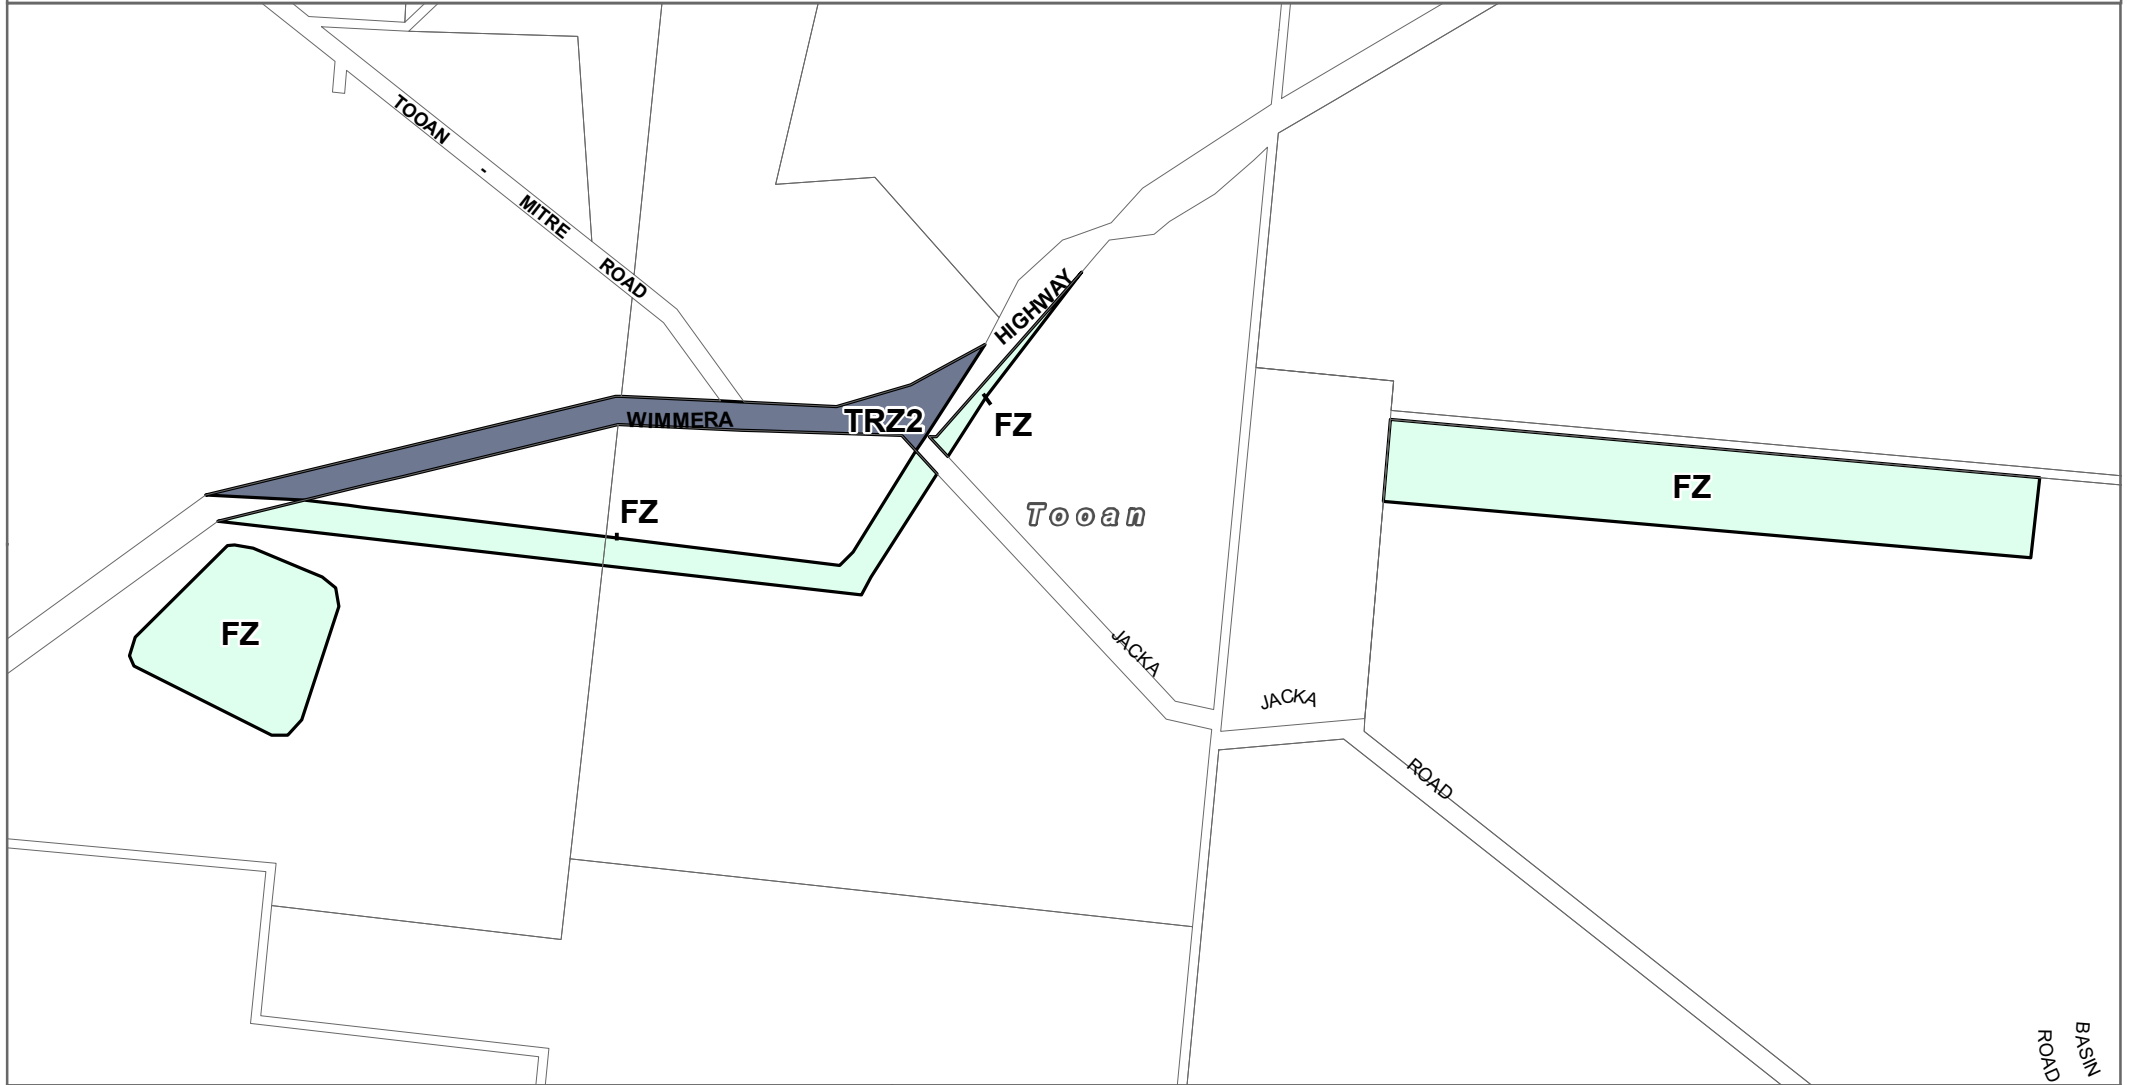 TOOAN - MITRE ROAD
HIGHWAY
WIMMERA
TRZ2
FZ
FZ
Tooan
FZ
FZ
JACKA
JACKA
ROAD
BASIN
ROAD